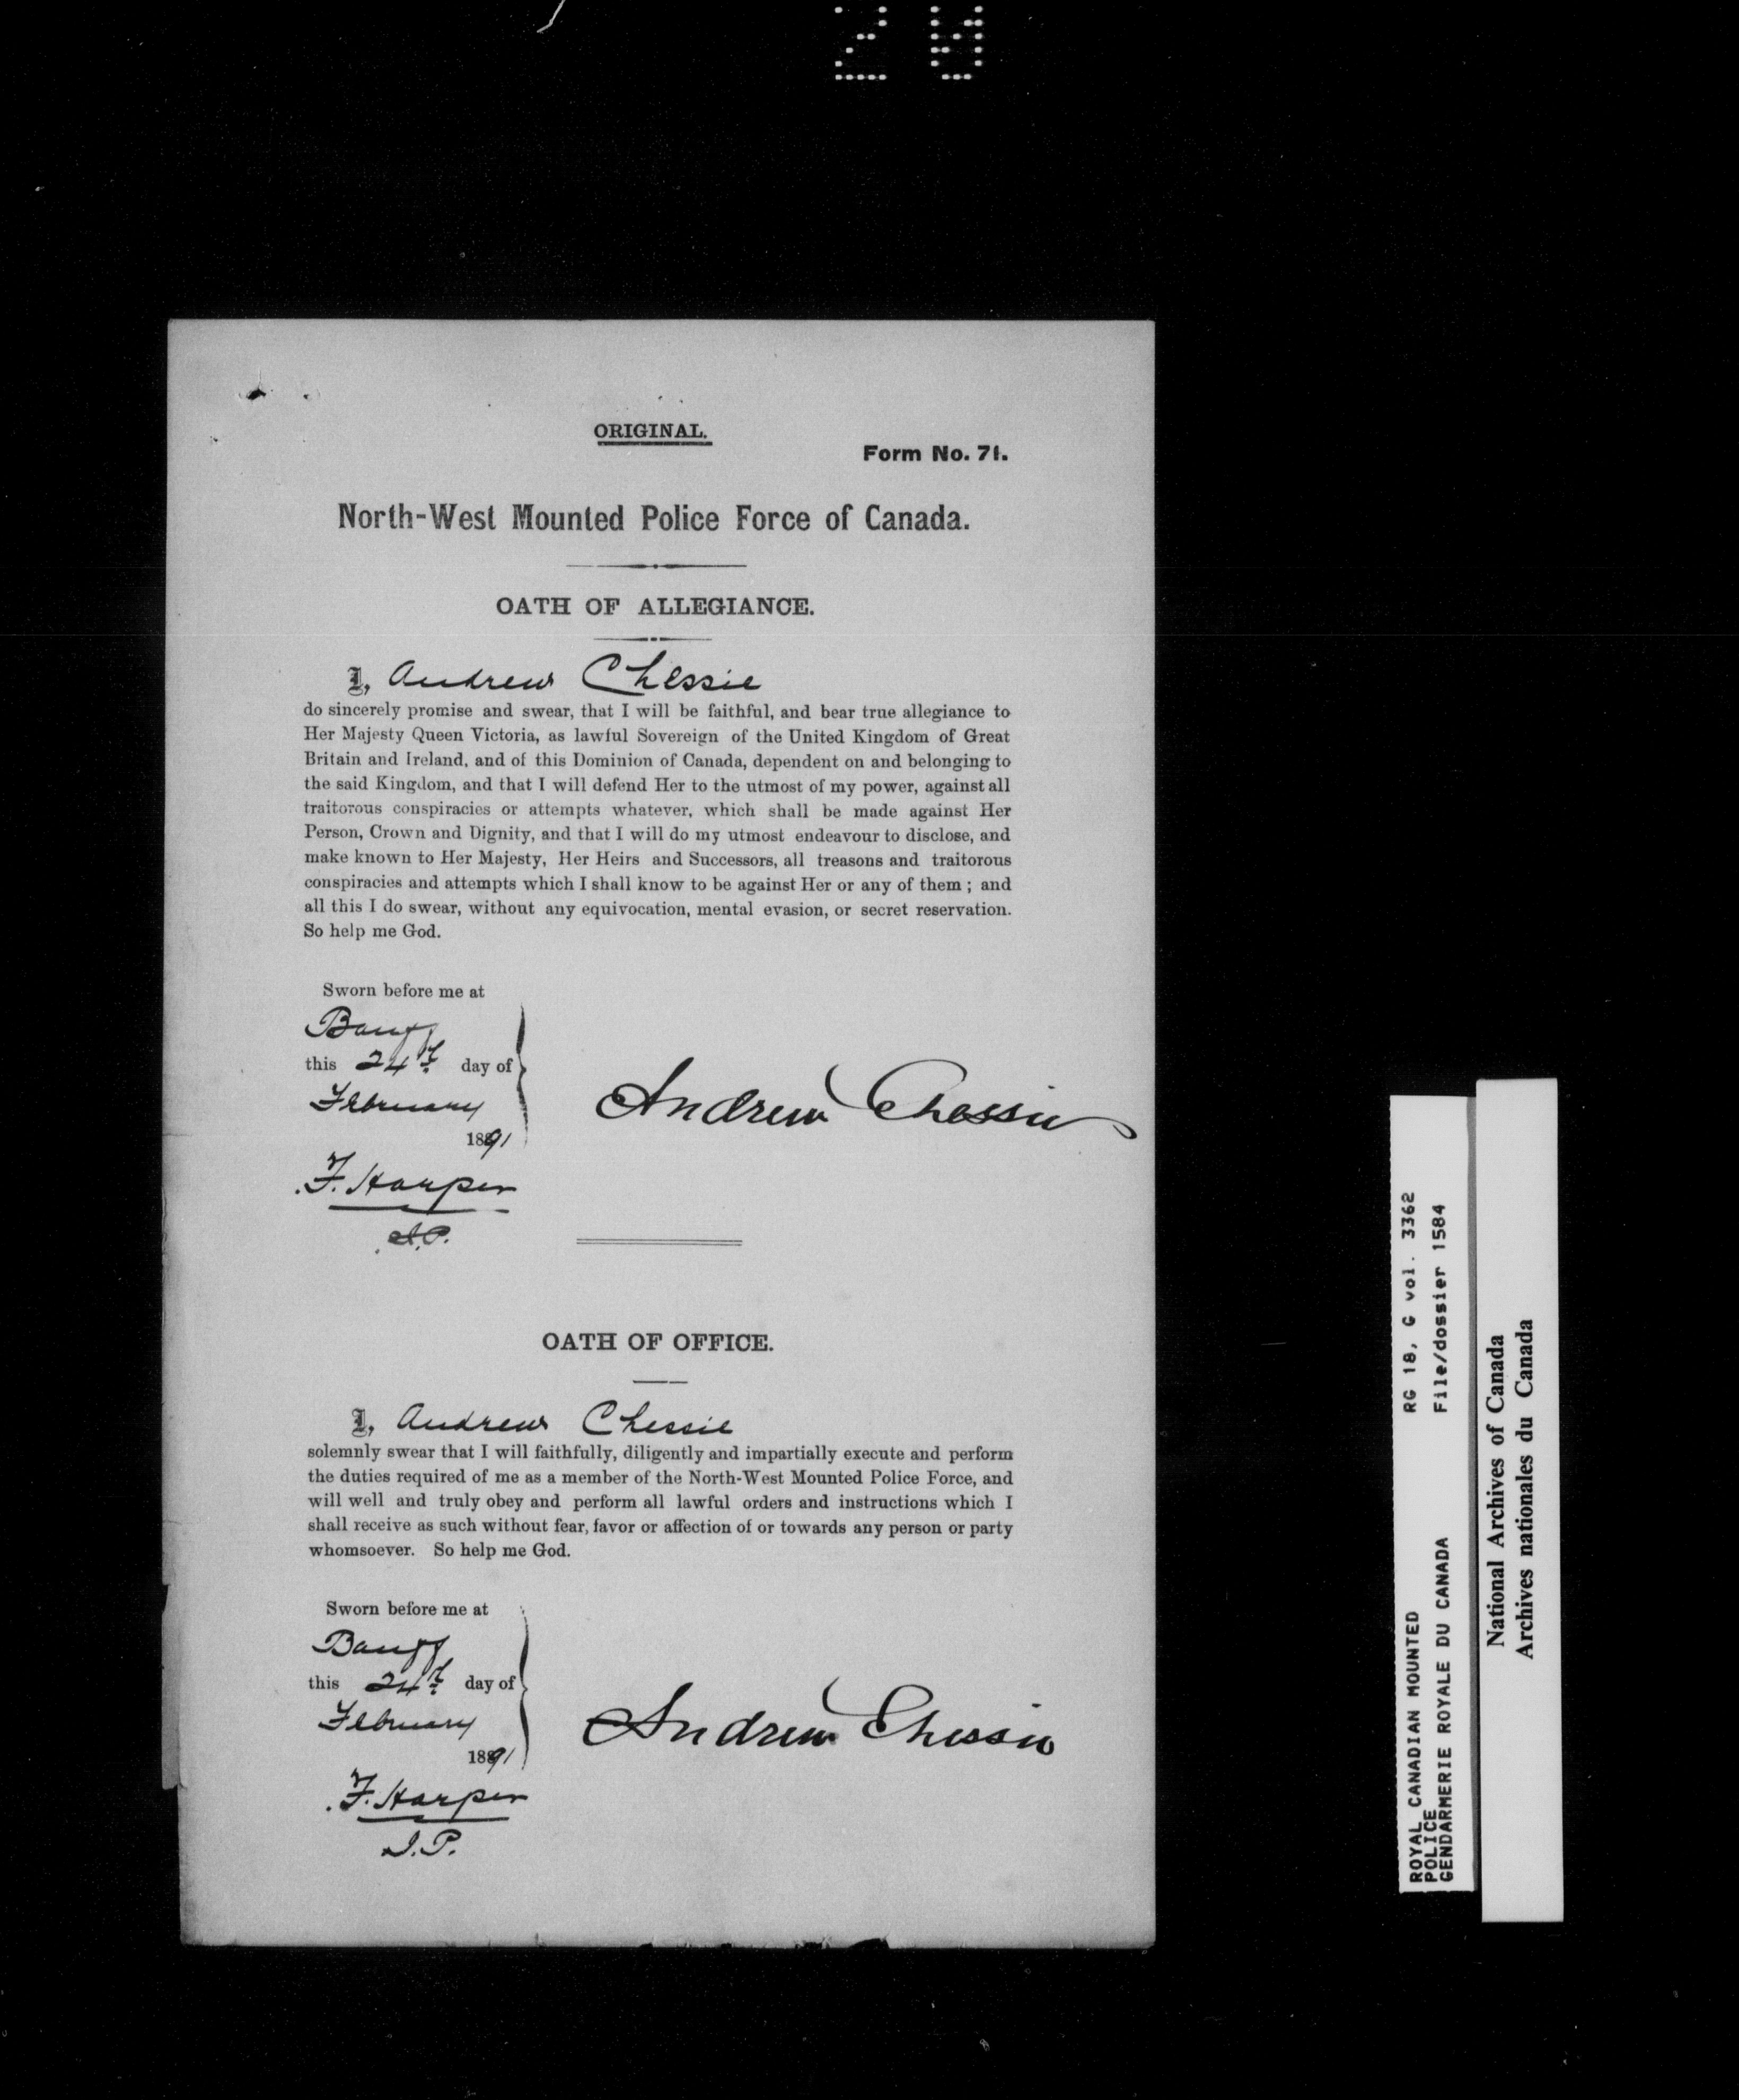 28
ORIGINAL.
Form No. 71.
North-West Mounted Police Force of Canada.
OATH OF ALLEGIANCE.
I, Andrew Chessie
do sincerely promise and swear, that I will be faithful, and bear true allegiance to
Her Majesty Queen Victoria, as lawful Sovereign of the United Kingdom of Great
Britain and Ireland, and of this Dominion of Canada, dependent on and belonging to
the said Kingdom, and that I will defend Her to the utmost of my power, against all
traitorous conspiracies or attempts whatever, which shall be made against Her
Person, Crown and Dignity, and that I will do my utmost endeavour to disclose, and
make known to Her Majesty, Her Heirs and Successors, all treasons and traitorous
conspiracies and attempts which I shall know to be against Her or any of them ; and
all this I do swear, without any equivocation, mental evasion, or secret reservation.
So help me God.
Sworn before me at
Banff
this 24th day of
February
1891
Andrew Chessie
F. Harper
J.P.
OATH OF OFFICE.
I, Andrew Chessie
solemnly swear that I will faithfully, diligently and impartially execute and perform
the duties required of me as a member of the North-West Mounted Police Force, and
will well and truly obey and perform all lawful orders and instructions which I
shall receive as such without fear, favor or affection of or towards any person or party
whomsoever. So help me God.
Sworn before me at
Banff
this 24th day of
February
1891
Andrew Chessie
F. Harper
J.P.
ROYAL CANADIAN MOUNTED RG 18, G vol. 3362
POLICE File/dossier 1584
GENDARMERIE ROYALE DU CANADA
National Archives of Canada
Archives nationales du Canada